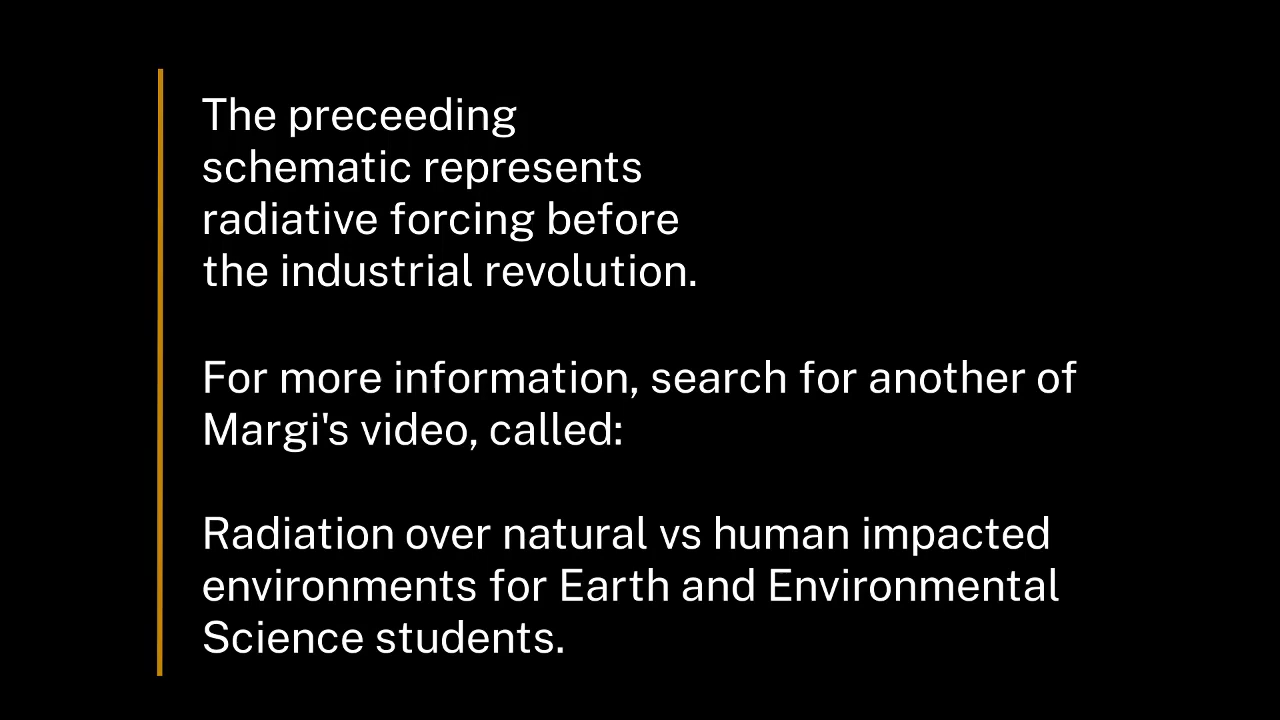 The preceeding
schematic represents
radiative forcing before
the industrial revolution.
For more information, search for another of
Margi's video, called:
Radiation over natural vs human impacted
environments for Earth and Environmental
Science students.